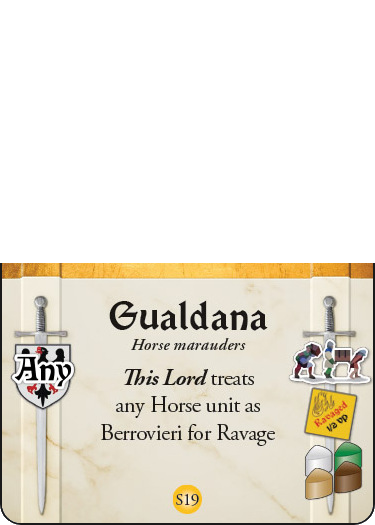 Gualdana
Horse marauders
Any
This Lord treats
any Horse unit as
Berrovieri for Ravage
Ravaged
½ VP
S19